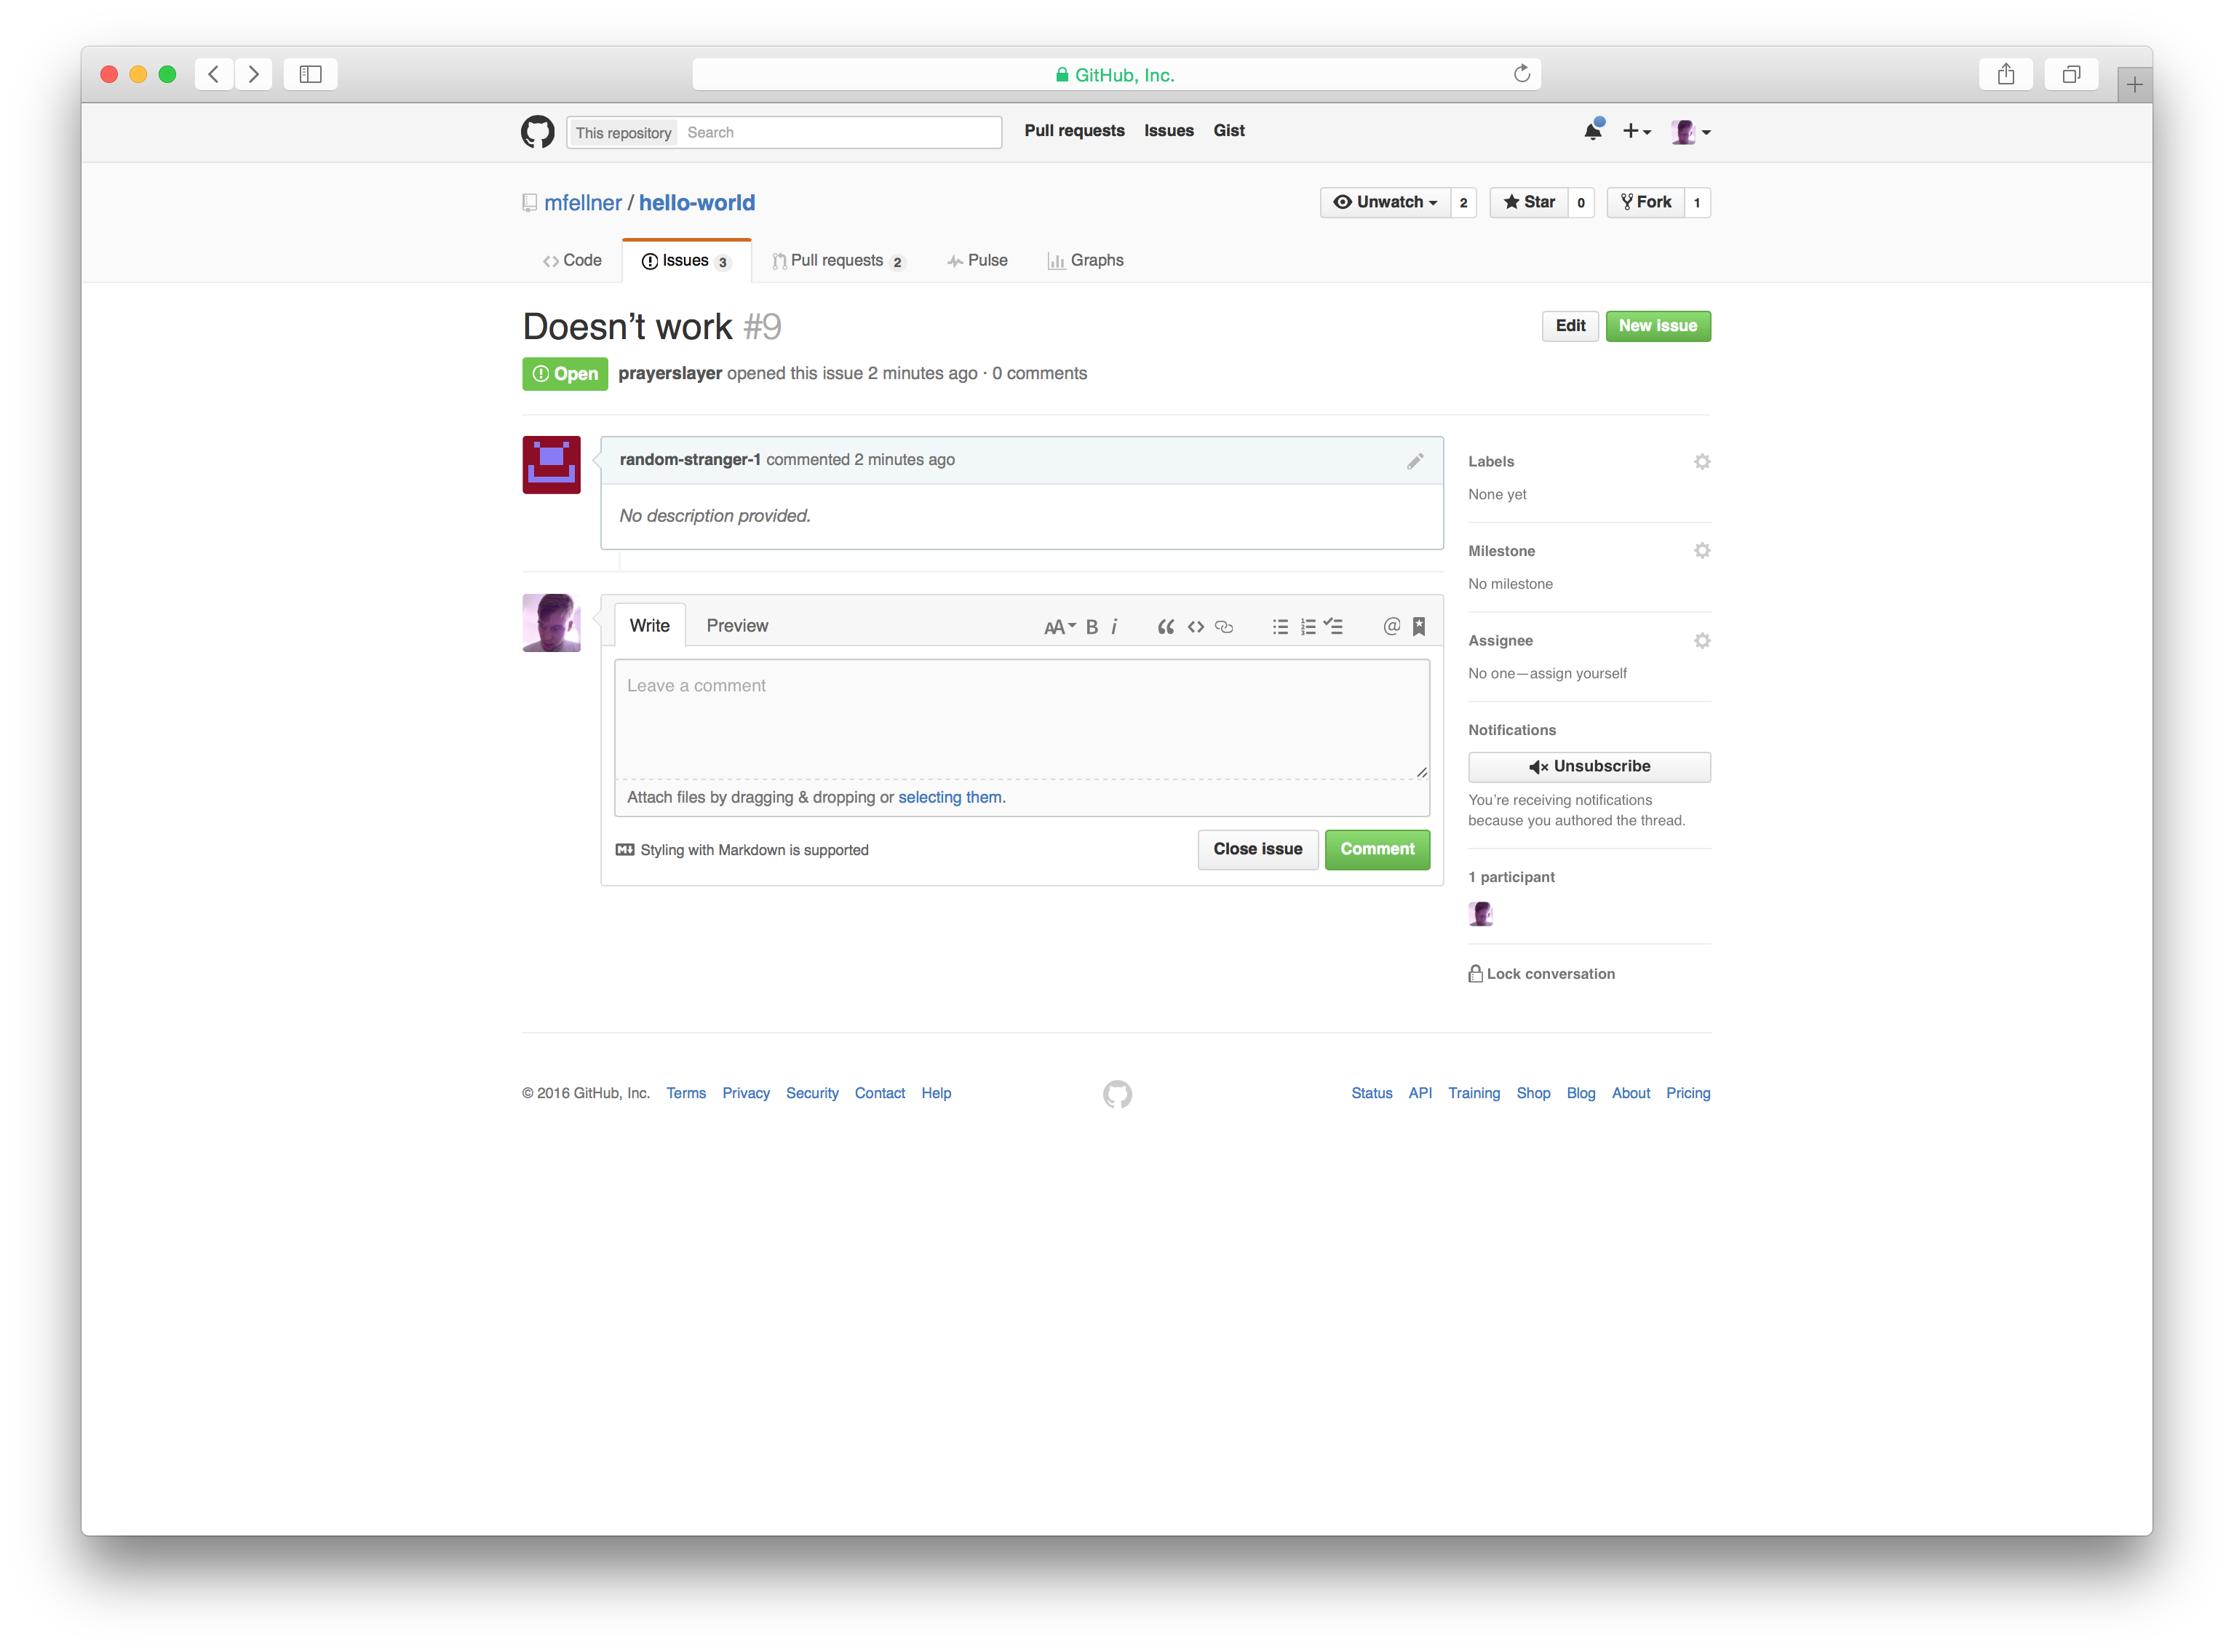 GitHub, Inc.
This repository Search Pull requests Issues Gist
mfellner / hello-world Unwatch 2 Star 0 Fork 1
Code Issues 3 Pull requests 2 Pulse Graphs
Doesn’t work #9 Edit New issue
Open prayerslayer opened this issue 2 minutes ago · 0 comments
random-stranger-1 commented 2 minutes ago
No description provided.
Write Preview AA B i
Leave a comment
Attach files by dragging & dropping or selecting them.
Styling with Markdown is supported Close issue Comment
Labels
None yet
Milestone
No milestone
Assignee
No one—assign yourself
Notifications
Unsubscribe
You’re receiving notifications
because you authored the thread.
1 participant
Lock conversation
© 2016 GitHub, Inc. Terms Privacy Security Contact Help Status API Training Shop Blog About Pricing